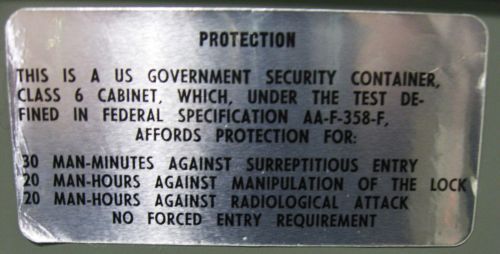 PROTECTION
THIS IS A US GOVERNMENT SECURITY CONTAINER,
CLASS 6 CABINET, WHICH, UNDER THE TEST DE-
FINED IN FEDERAL SPECIFICATION AA-F-358-F,
AFFORDS PROTECTION FOR:
30 MAN-MINUTES AGAINST SURREPTITIOUS ENTRY
20 MAN-HOURS AGAINST MANIPULATION OF THE LOCK
20 MAN-HOURS AGAINST RADIOLOGICAL ATTACK
NO FORCED ENTRY REQUIREMENT